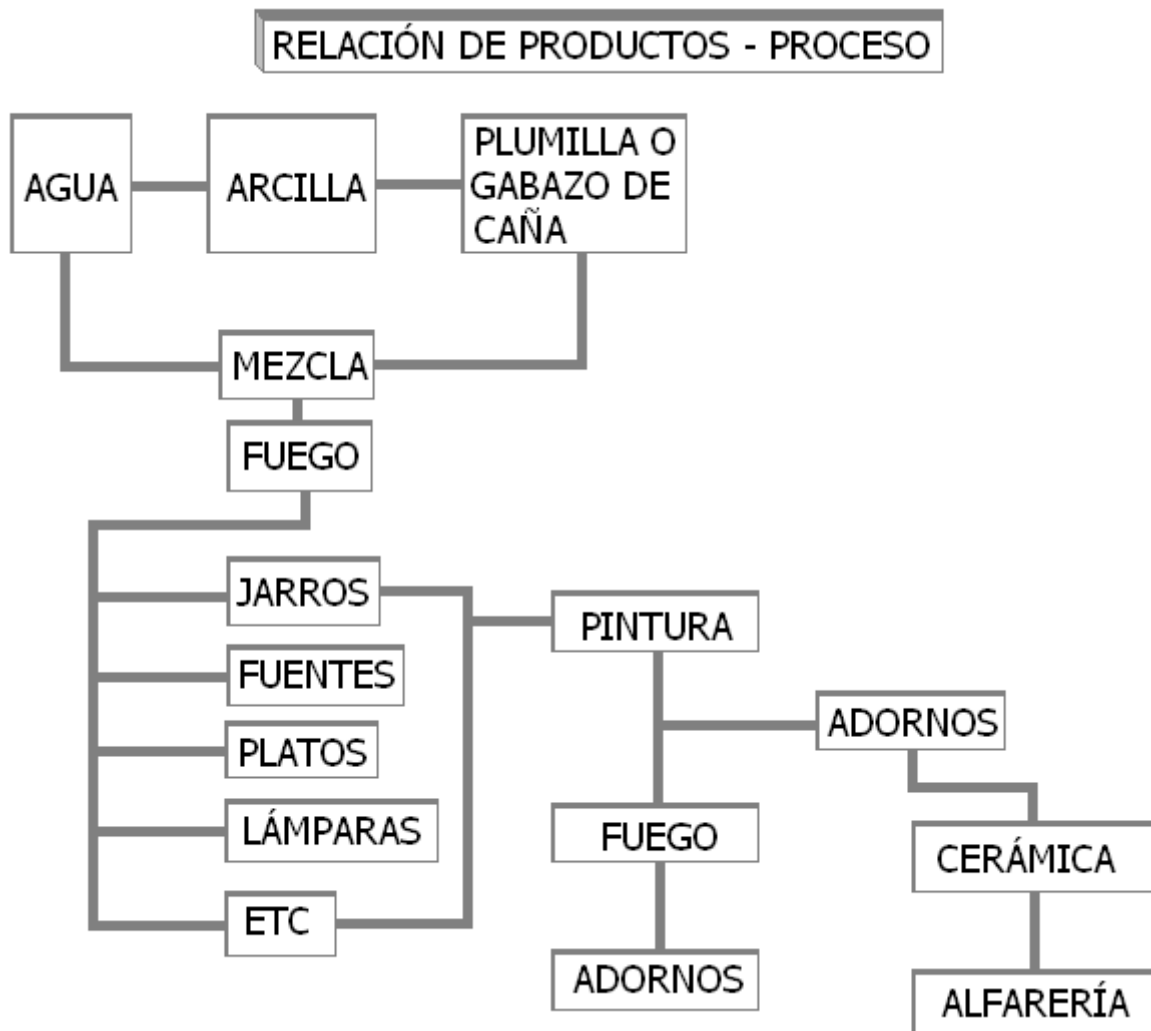 RELACIÓN DE PRODUCTOS - PROCESO
AGUA
ARCILLA
PLUMILLA O
GABAZO DE
CAÑA
MEZCLA
FUEGO
JARROS
FUENTES
PLATOS
LÁMPARAS
ETC
PINTURA
FUEGO
ADORNOS
ADORNOS
CERÁMICA
ALFARERÍA